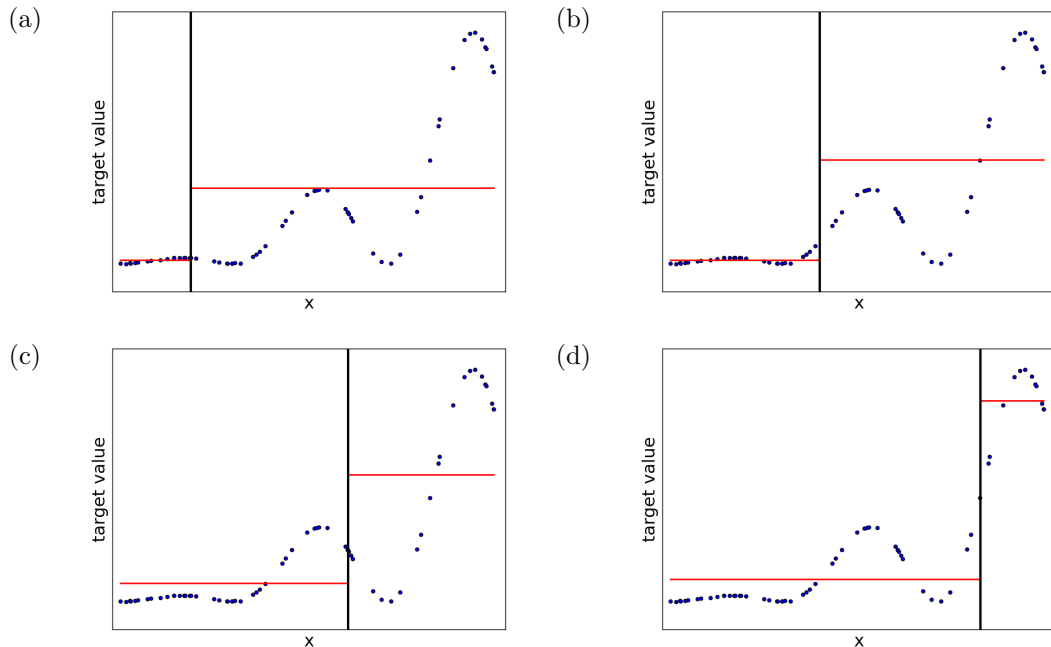 (a)
target value
x
(b)
target value
x
(c)
target value
x
(d)
target value
x